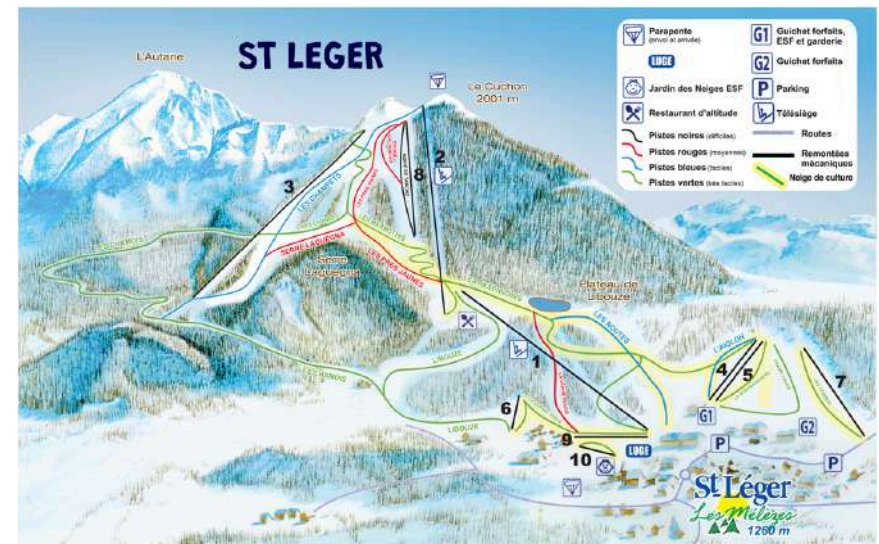 ST LEGER
L'Autane
Le Cuchon
2001 m
Parapente
(envol et arrivée)
LUGE
Jardin des Neiges ESF
Restaurant d'altitude
Pistes noires (difficiles)
Pistes rouges (moyennes)
Pistes bleues (faciles)
Pistes vertes (très faciles)
G1
Guichet forfaits,
ESF et garderie
G2
Guichet forfaits
P
Parking
Télésiège
Routes
Remontées
mécaniques
Neige de culture
3
2
8
LES CHAMPETS
SERRE LAGUEGNA
Serre
Laguegna
LES PRES JAUNES
Plateau de
Libouze
LES ROUTES
LIBOUZE
1
4
5
7
6
LIBOUZE
9
10
G1
G2
LUGE
P
P
St Léger
Les Mélèzes
1260 m